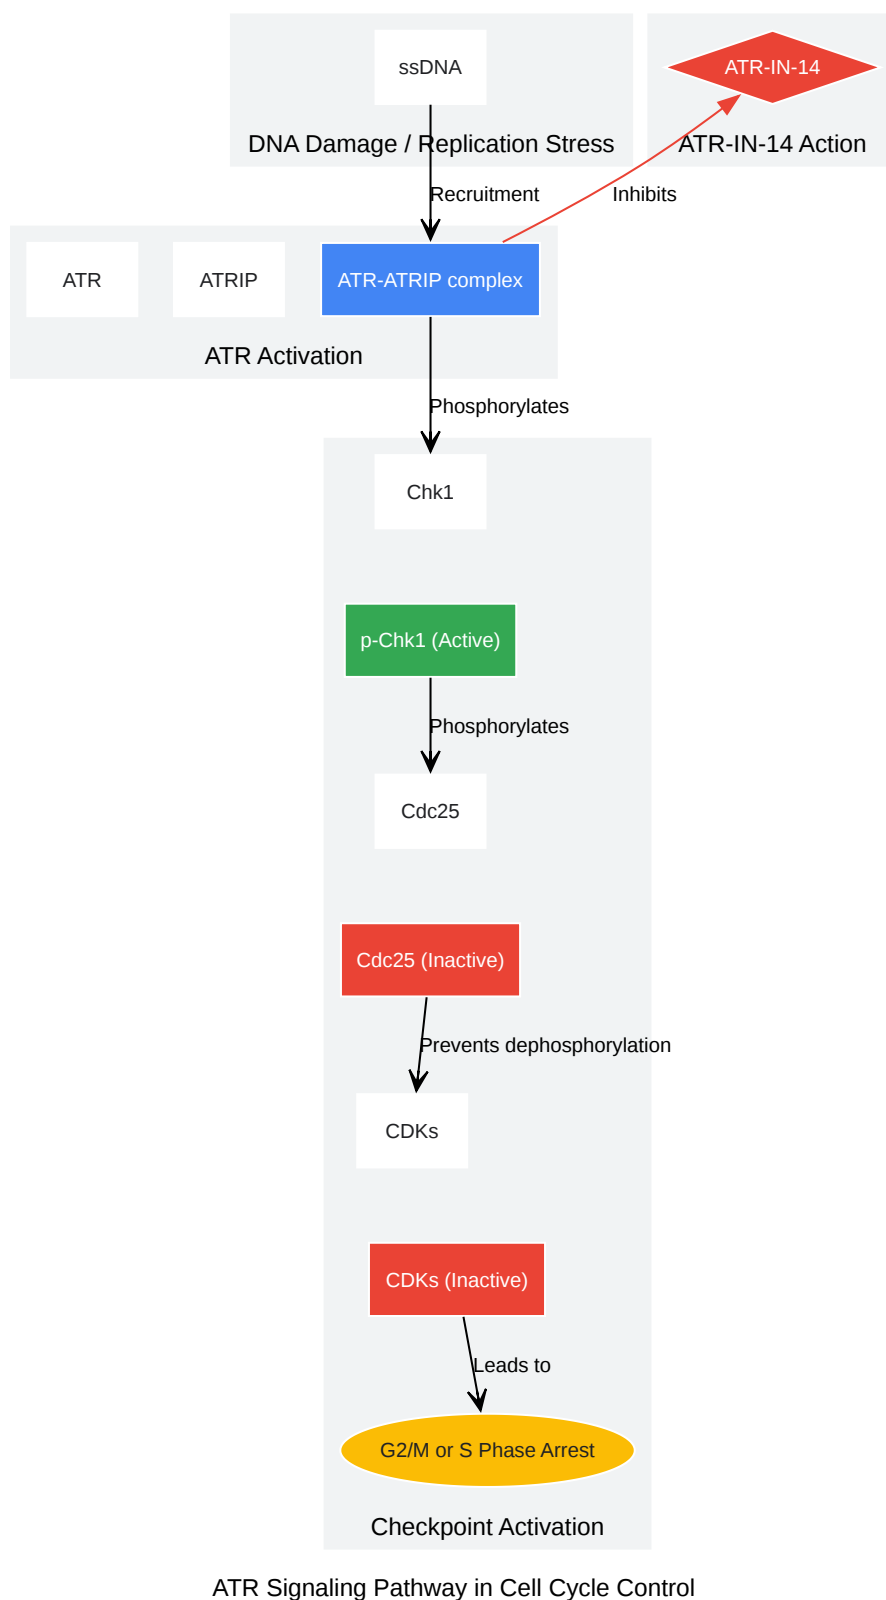 ssDNA
ATR-IN-14
DNA Damage / Replication Stress
ATR-IN-14 Action
Recruitment
Inhibits
ATR
ATRIP
ATR-ATRIP complex
ATR Activation
Phosphorylates
Chk1
p-Chk1 (Active)
Phosphorylates
Cdc25
Cdc25 (Inactive)
Prevents dephosphorylation
CDKs
CDKs (Inactive)
Leads to
G2/M or S Phase Arrest
Checkpoint Activation
ATR Signaling Pathway in Cell Cycle Control